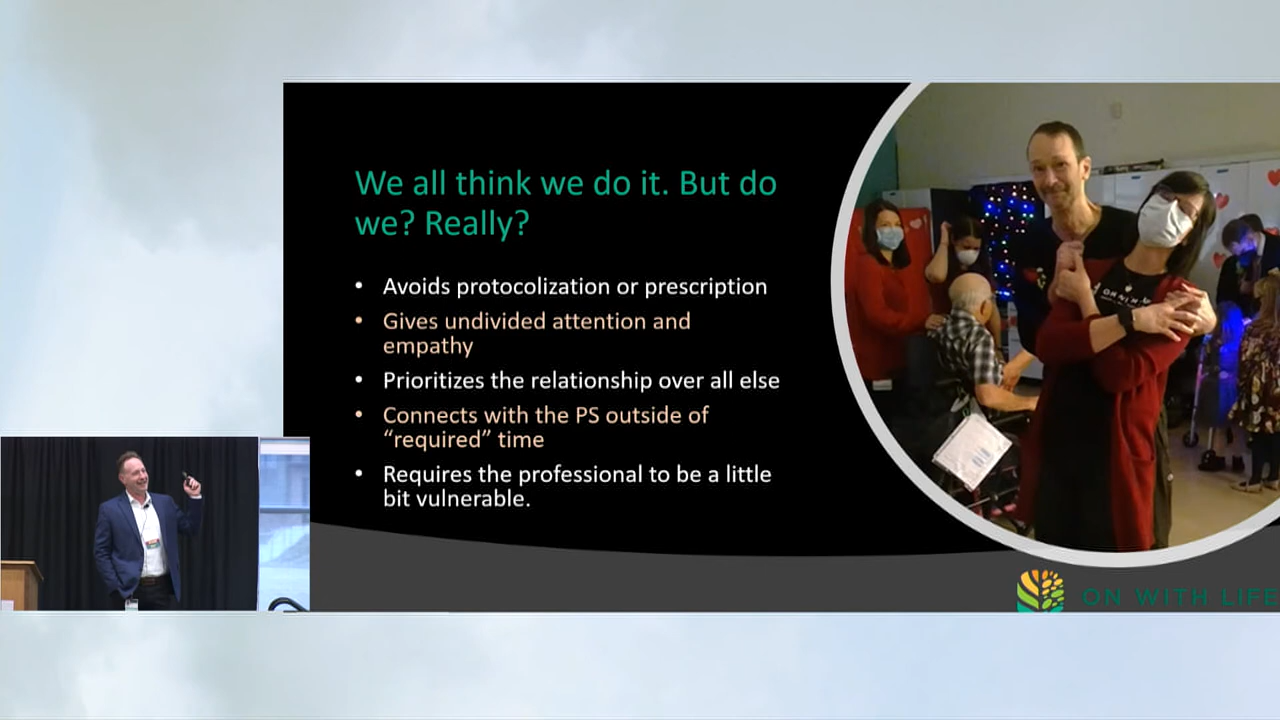 We all think we do it. But do
we? Really?
• Avoids protocolization or prescription
• Gives undivided attention and
empathy
• Prioritizes the relationship over all else
• Connects with the PS outside of
“required” time
• Requires the professional to be a little
bit vulnerable.
ON WITH LIFE